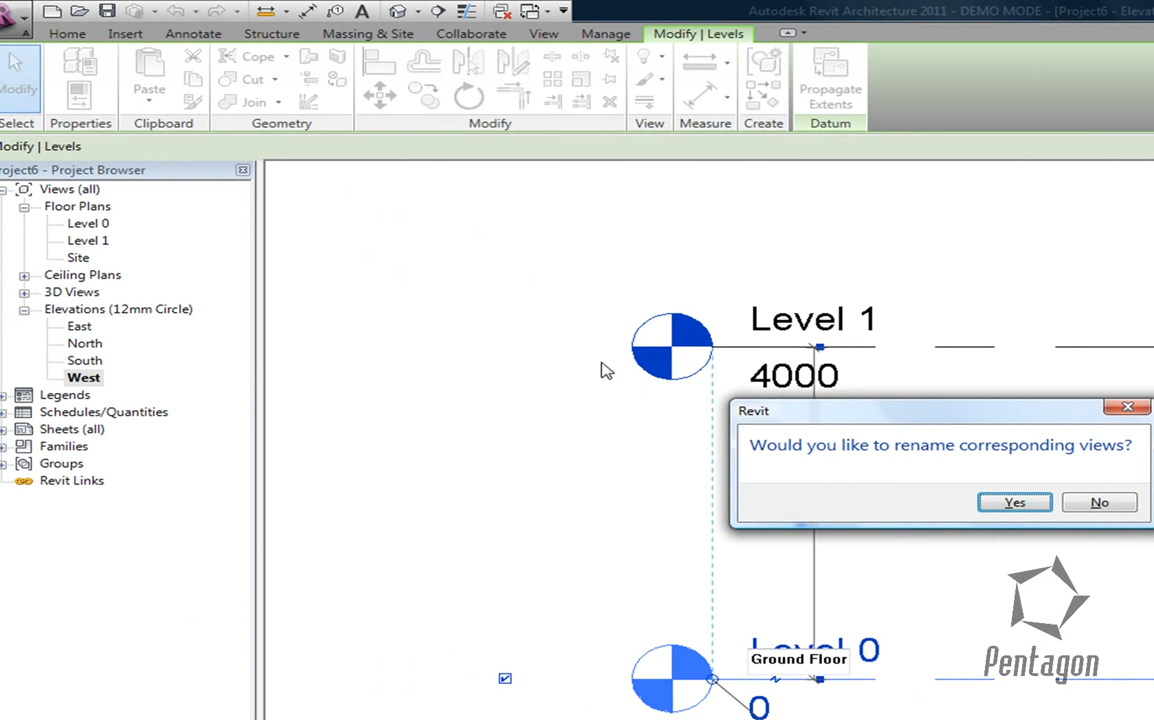 Autodesk Revit Architecture 2011 - DEMO MODE - [Project6 - Eleva
Home Insert Annotate Structure Massing & Site Collaborate View Manage Modify | Levels
Modify
Paste
Cope
Cut
Join
Propagate
Extents
Select Properties Clipboard Geometry Modify View Measure Create Datum
odify | Levels
roject6 - Project Browser
Views (all)
Floor Plans
Level 0
Level 1
Site
Ceiling Plans
3D Views
Elevations (12mm Circle)
East
North
South
West
Legends
Schedules/Quantities
Sheets (all)
Families
Groups
Revit Links
Level 1
4000
Revit
Would you like to rename corresponding views?
Yes No
Level 0
Ground Floor
0
Pentagon